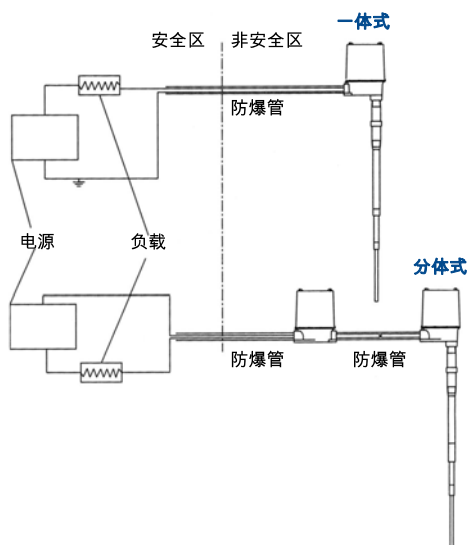 一体式
安全区 非安全区
防爆管
电源 负载
分体式
防爆管 防爆管